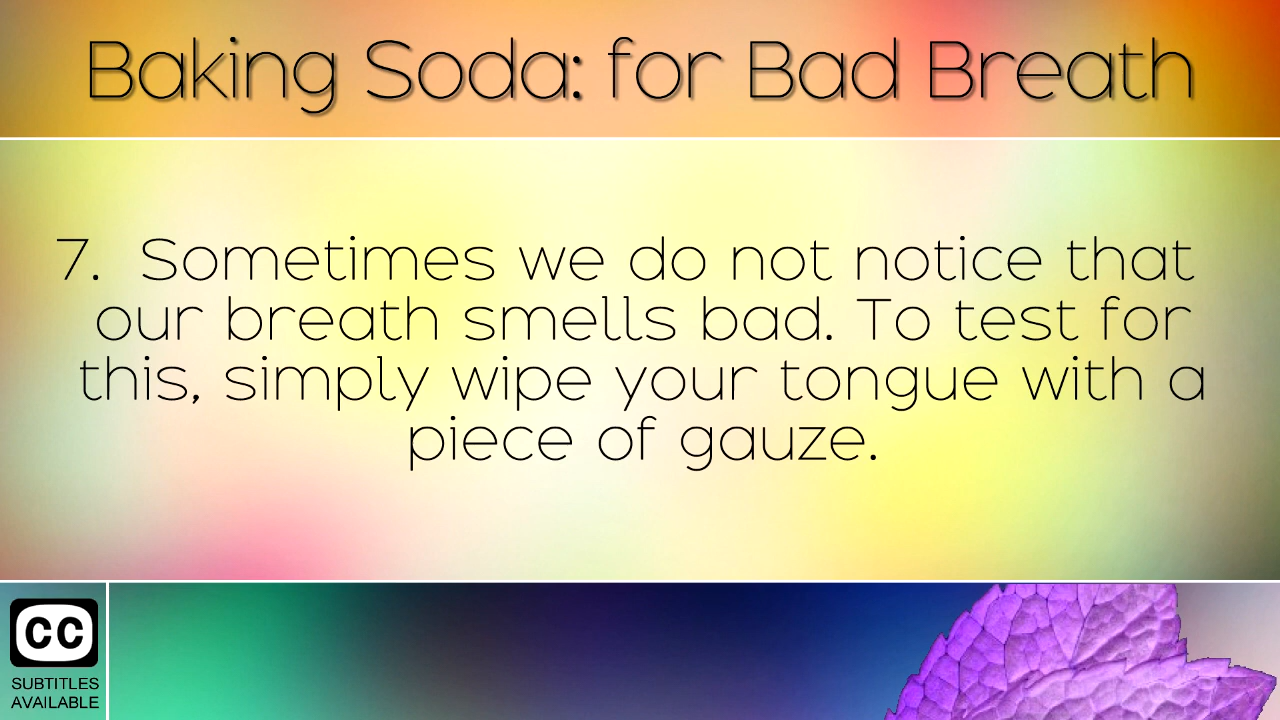 Baking Soda: for Bad Breath
7. Sometimes we do not notice that
our breath smells bad. To test for
this, simply wipe your tongue with a
piece of gauze.
CC
SUBTITLES
AVAILABLE